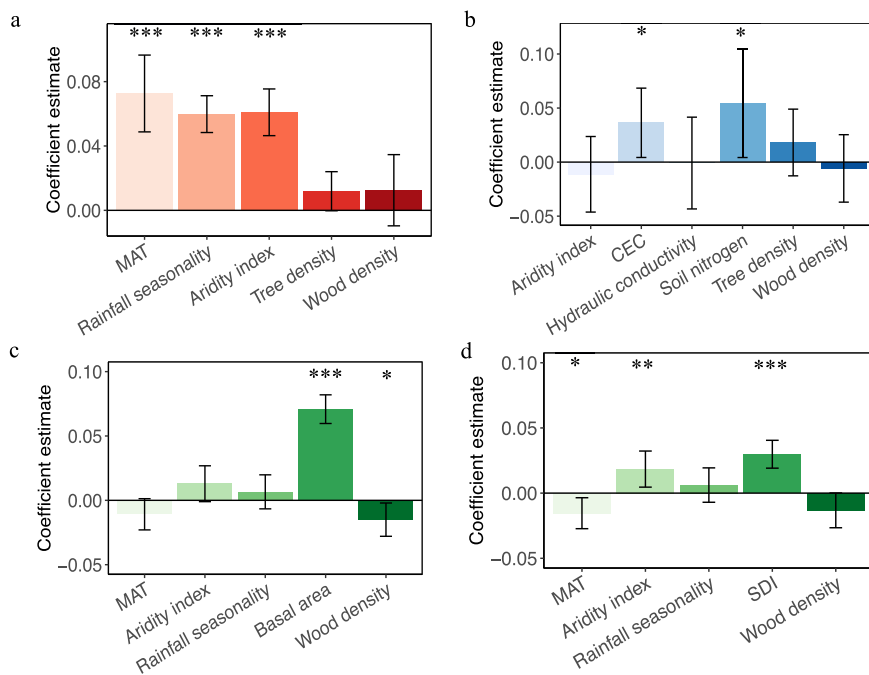 a
*** *** ***
Coefficient estimate
0.08
0.04
0.00
MAT
Rainfall seasonality
Aridity index
Tree density
Wood density
b
* *
Coefficient estimate
0.10
0.05
0.00
−0.05
Aridity index
CEC
Hydraulic conductivity
Soil nitrogen
Tree density
Wood density
c
*** *
Coefficient estimate
0.10
0.05
0.00
−0.05
MAT
Aridity index
Rainfall seasonality
Basal area
Wood density
d
* ** ***
Coefficient estimate
0.10
0.05
0.00
−0.05
MAT
Aridity index
Rainfall seasonality
SDI
Wood density